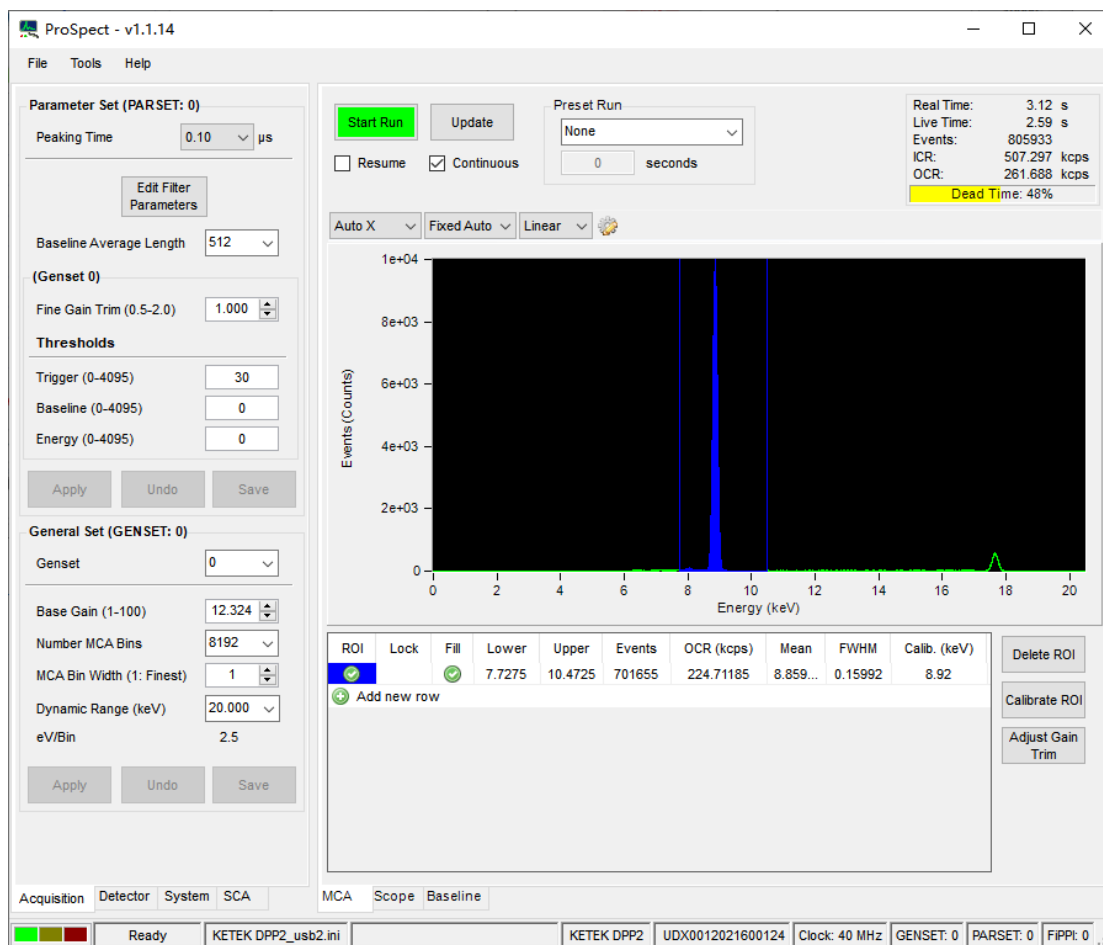 ProSpect - v1.1.14
File Tools Help
Parameter Set (PARSET: 0)
Peaking Time 0.10 µs
Edit Filter
Parameters
Baseline Average Length 512
(Genset 0)
Fine Gain Trim (0.5-2.0) 1.000
Thresholds
Trigger (0-4095) 30
Baseline (0-4095) 0
Energy (0-4095) 0
Apply Undo Save
General Set (GENSET: 0)
Genset 0
Base Gain (1-100) 12.324
Number MCA Bins 8192
MCA Bin Width (1: Finest) 1
Dynamic Range (keV) 20.000
eV/Bin 2.5
Apply Undo Save
Acquisition Detector System SCA
Start Run Update
Resume Continuous
Preset Run
None
0 seconds
Real Time: 3.12 s
Live Time: 2.59 s
Events: 805933
ICR: 507.297 kcps
OCR: 261.688 kcps
Dead Time: 48%
Auto X Fixed Auto Linear
Events (Counts)
1e+04
8e+03
6e+03
4e+03
2e+03
0
0 2 4 6 8 10 12 14 16 18 20
Energy (keV)
ROI Lock Fill Lower Upper Events OCR (kcps) Mean FWHM Calib. (keV)
7.7275 10.4725 701655 224.71185 8.859... 0.15992 8.92
Add new row
Delete ROI
Calibrate ROI
Adjust Gain
Trim
MCA Scope Baseline
Ready KETEK DPP2_usb2.ini KETEK DPP2 UDX0012021600124 Clock: 40 MHz GENSET: 0 PARSET: 0 FiPPI: 0